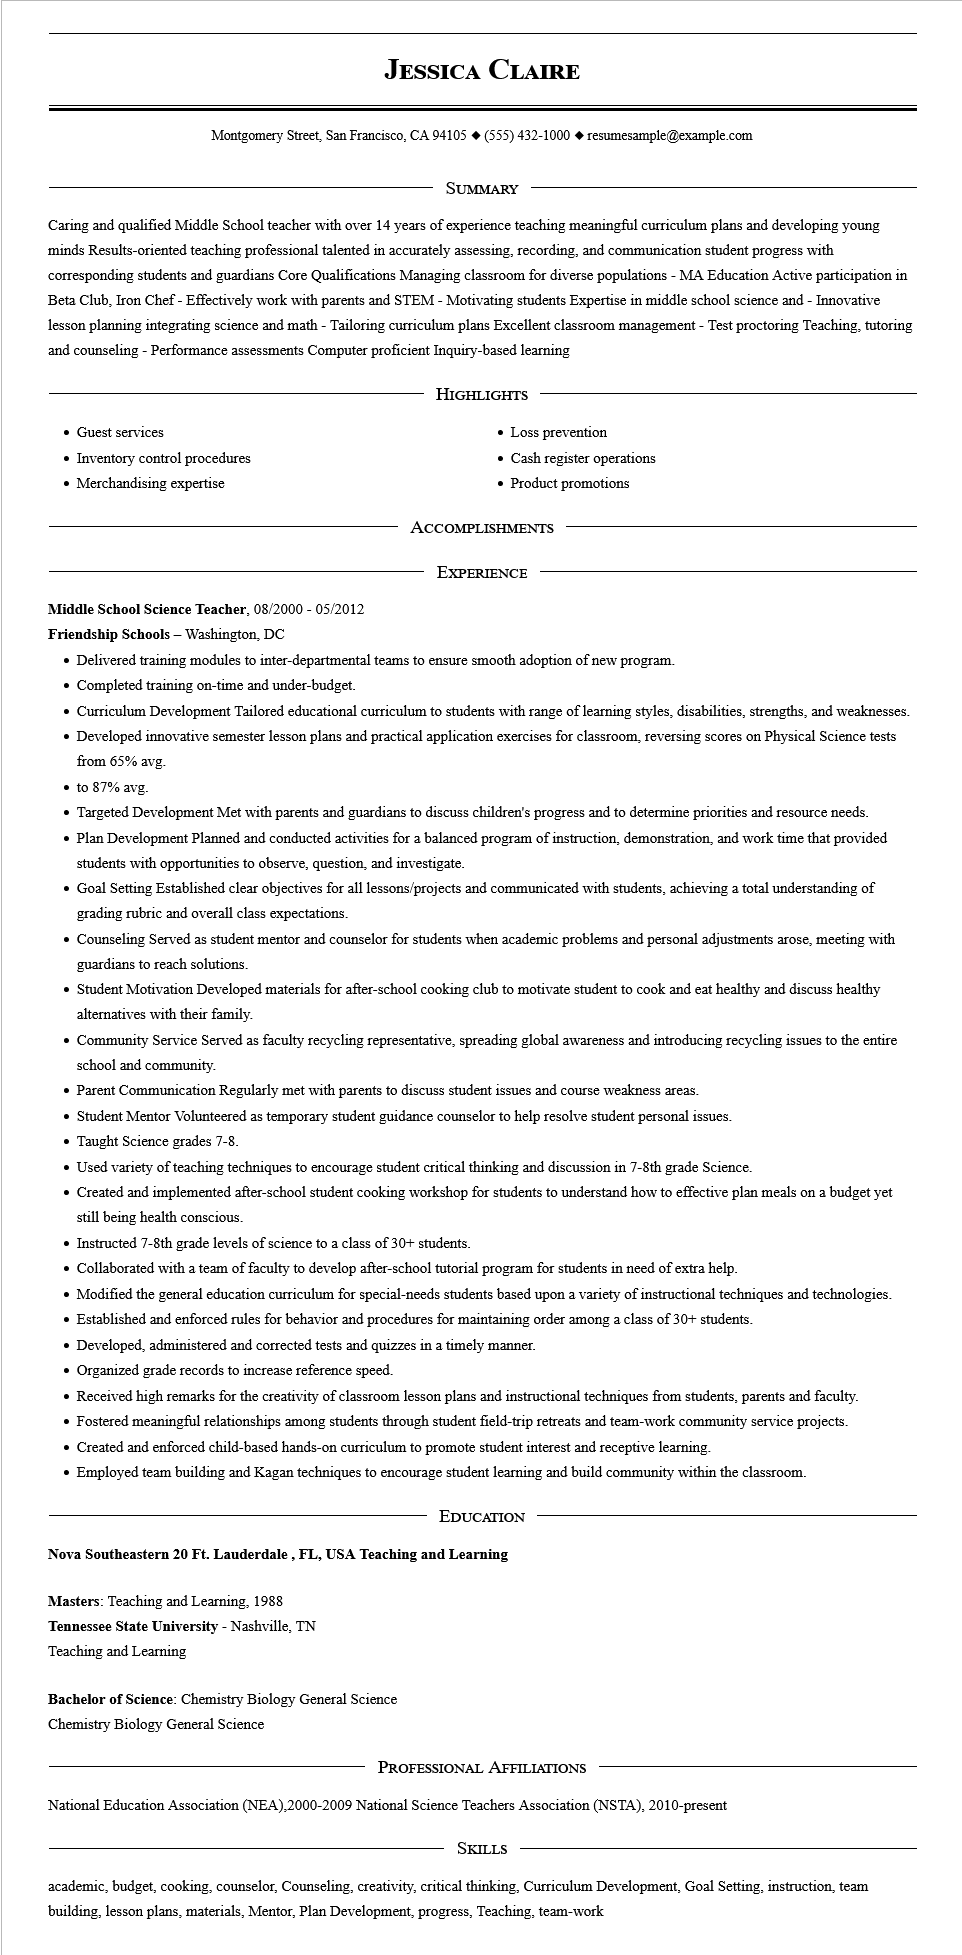 Jessica Claire
Montgomery Street, San Francisco, CA 94105 ◆ (555) 432-1000 ◆ resumesample@example.com
Summary
Caring and qualified Middle School teacher with over 14 years of experience teaching meaningful curriculum plans and developing young
minds Results-oriented teaching professional talented in accurately assessing, recording, and communication student progress with
corresponding students and guardians Core Qualifications Managing classroom for diverse populations - MA Education Active participation in
Beta Club, Iron Chef - Effectively work with parents and STEM - Motivating students Expertise in middle school science and - Innovative
lesson planning integrating science and math - Tailoring curriculum plans Excellent classroom management - Test proctoring Teaching, tutoring
and counseling - Performance assessments Computer proficient Inquiry-based learning
Highlights
• Guest services
• Inventory control procedures
• Merchandising expertise
• Loss prevention
• Cash register operations
• Product promotions
Accomplishments
Experience
Middle School Science Teacher, 08/2000 - 05/2012
Friendship Schools – Washington, DC
• Delivered training modules to inter-departmental teams to ensure smooth adoption of new program.
• Completed training on-time and under-budget.
• Curriculum Development Tailored educational curriculum to students with range of learning styles, disabilities, strengths, and weaknesses.
• Developed innovative semester lesson plans and practical application exercises for classroom, reversing scores on Physical Science tests
from 65% avg.
• to 87% avg.
• Targeted Development Met with parents and guardians to discuss children's progress and to determine priorities and resource needs.
• Plan Development Planned and conducted activities for a balanced program of instruction, demonstration, and work time that provided
students with opportunities to observe, question, and investigate.
• Goal Setting Established clear objectives for all lessons/projects and communicated with students, achieving a total understanding of
grading rubric and overall class expectations.
• Counseling Served as student mentor and counselor for students when academic problems and personal adjustments arose, meeting with
guardians to reach solutions.
• Student Motivation Developed materials for after-school cooking club to motivate student to cook and eat healthy and discuss healthy
alternatives with their family.
• Community Service Served as faculty recycling representative, spreading global awareness and introducing recycling issues to the entire
school and community.
• Parent Communication Regularly met with parents to discuss student issues and course weakness areas.
• Student Mentor Volunteered as temporary student guidance counselor to help resolve student personal issues.
• Taught Science grades 7-8.
• Used variety of teaching techniques to encourage student critical thinking and discussion in 7-8th grade Science.
• Created and implemented after-school student cooking workshop for students to understand how to effective plan meals on a budget yet
still being health conscious.
• Instructed 7-8th grade levels of science to a class of 30+ students.
• Collaborated with a team of faculty to develop after-school tutorial program for students in need of extra help.
• Modified the general education curriculum for special-needs students based upon a variety of instructional techniques and technologies.
• Established and enforced rules for behavior and procedures for maintaining order among a class of 30+ students.
• Developed, administered and corrected tests and quizzes in a timely manner.
• Organized grade records to increase reference speed.
• Received high remarks for the creativity of classroom lesson plans and instructional techniques from students, parents and faculty.
• Fostered meaningful relationships among students through student field-trip retreats and team-work community service projects.
• Created and enforced child-based hands-on curriculum to promote student interest and receptive learning.
• Employed team building and Kagan techniques to encourage student learning and build community within the classroom.
Education
Nova Southeastern 20 Ft. Lauderdale , FL, USA Teaching and Learning
Masters: Teaching and Learning, 1988
Tennessee State University - Nashville, TN
Teaching and Learning
Bachelor of Science: Chemistry Biology General Science
Chemistry Biology General Science
Professional Affiliations
National Education Association (NEA),2000-2009 National Science Teachers Association (NSTA), 2010-present
Skills
academic, budget, cooking, counselor, Counseling, creativity, critical thinking, Curriculum Development, Goal Setting, instruction, team
building, lesson plans, materials, Mentor, Plan Development, progress, Teaching, team-work